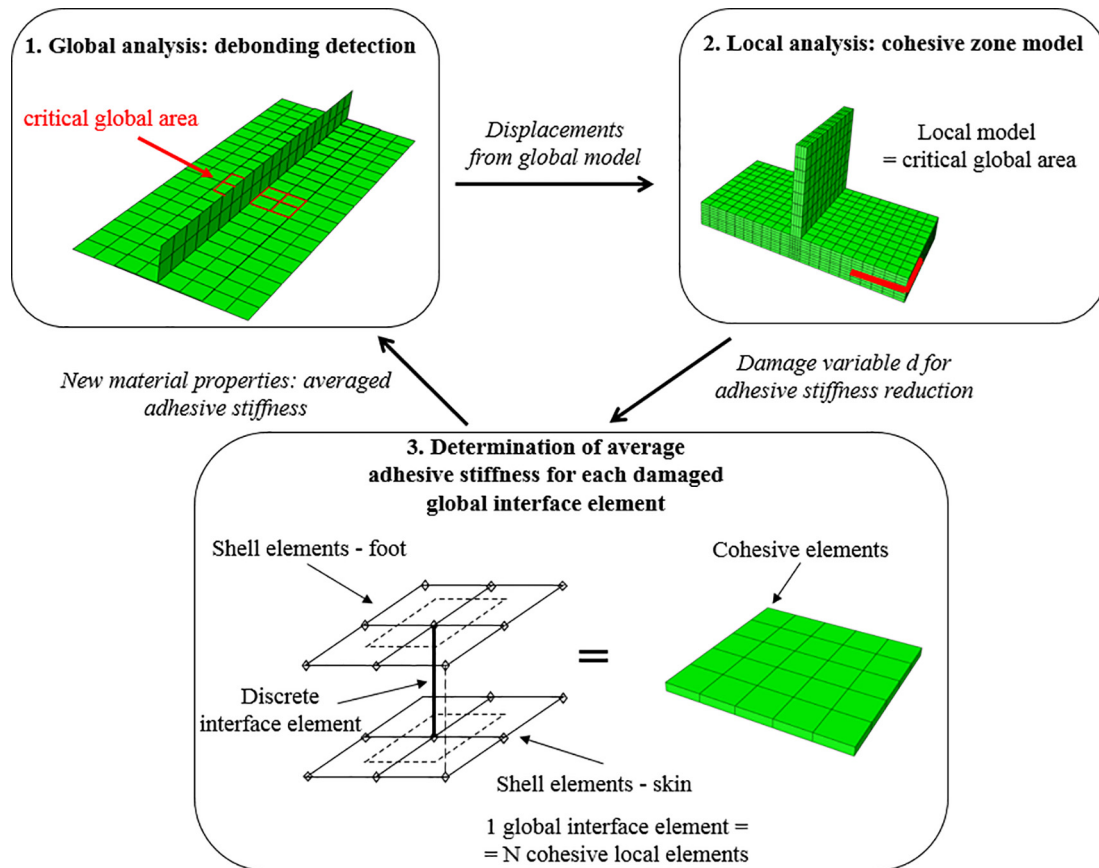 1. Global analysis: debonding detection
critical global area
Displacements
from global model
2. Local analysis: cohesive zone model
Local model
= critical global area
New material properties: averaged
adhesive stiffness
Damage variable d for
adhesive stiffness reduction
3. Determination of average
adhesive stiffness for each damaged
global interface element
Shell elements - foot
Discrete
interface element
Shell elements - skin
=
Cohesive elements
1 global interface element =
= N cohesive local elements